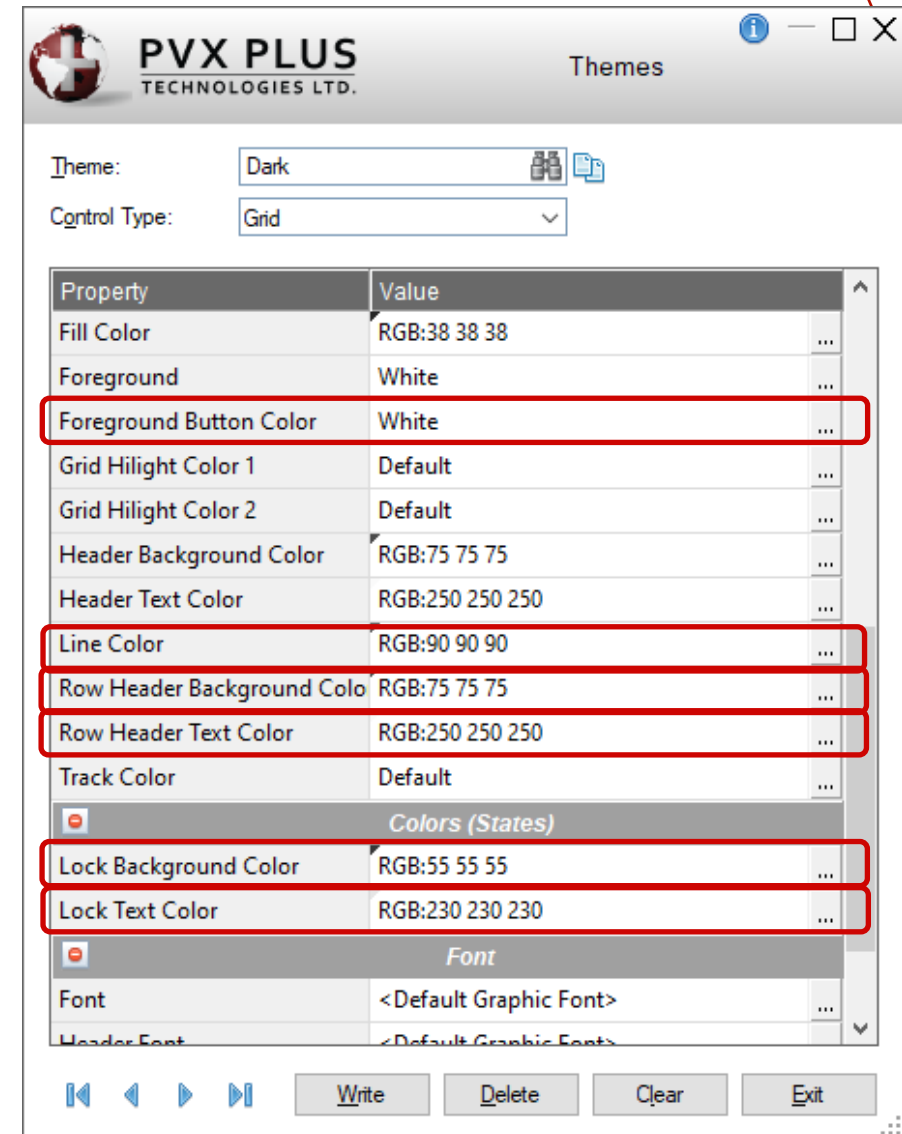 PVX PLUS
TECHNOLOGIES LTD.
Themes
Theme: Dark
Control Type: Grid
Property Value
Fill Color RGB:38 38 38 ...
Foreground White ...
Foreground Button Color White ...
Grid Hilight Color 1 Default ...
Grid Hilight Color 2 Default ...
Header Background Color RGB:75 75 75 ...
Header Text Color RGB:250 250 250 ...
Line Color RGB:90 90 90 ...
Row Header Background Colo RGB:75 75 75 ...
Row Header Text Color RGB:250 250 250 ...
Track Color Default ...
Colors (States)
Lock Background Color RGB:55 55 55 ...
Lock Text Color RGB:230 230 230 ...
Font
Font <Default Graphic Font> ...
Header Font <Default Graphic Font>
Write Delete Clear Exit